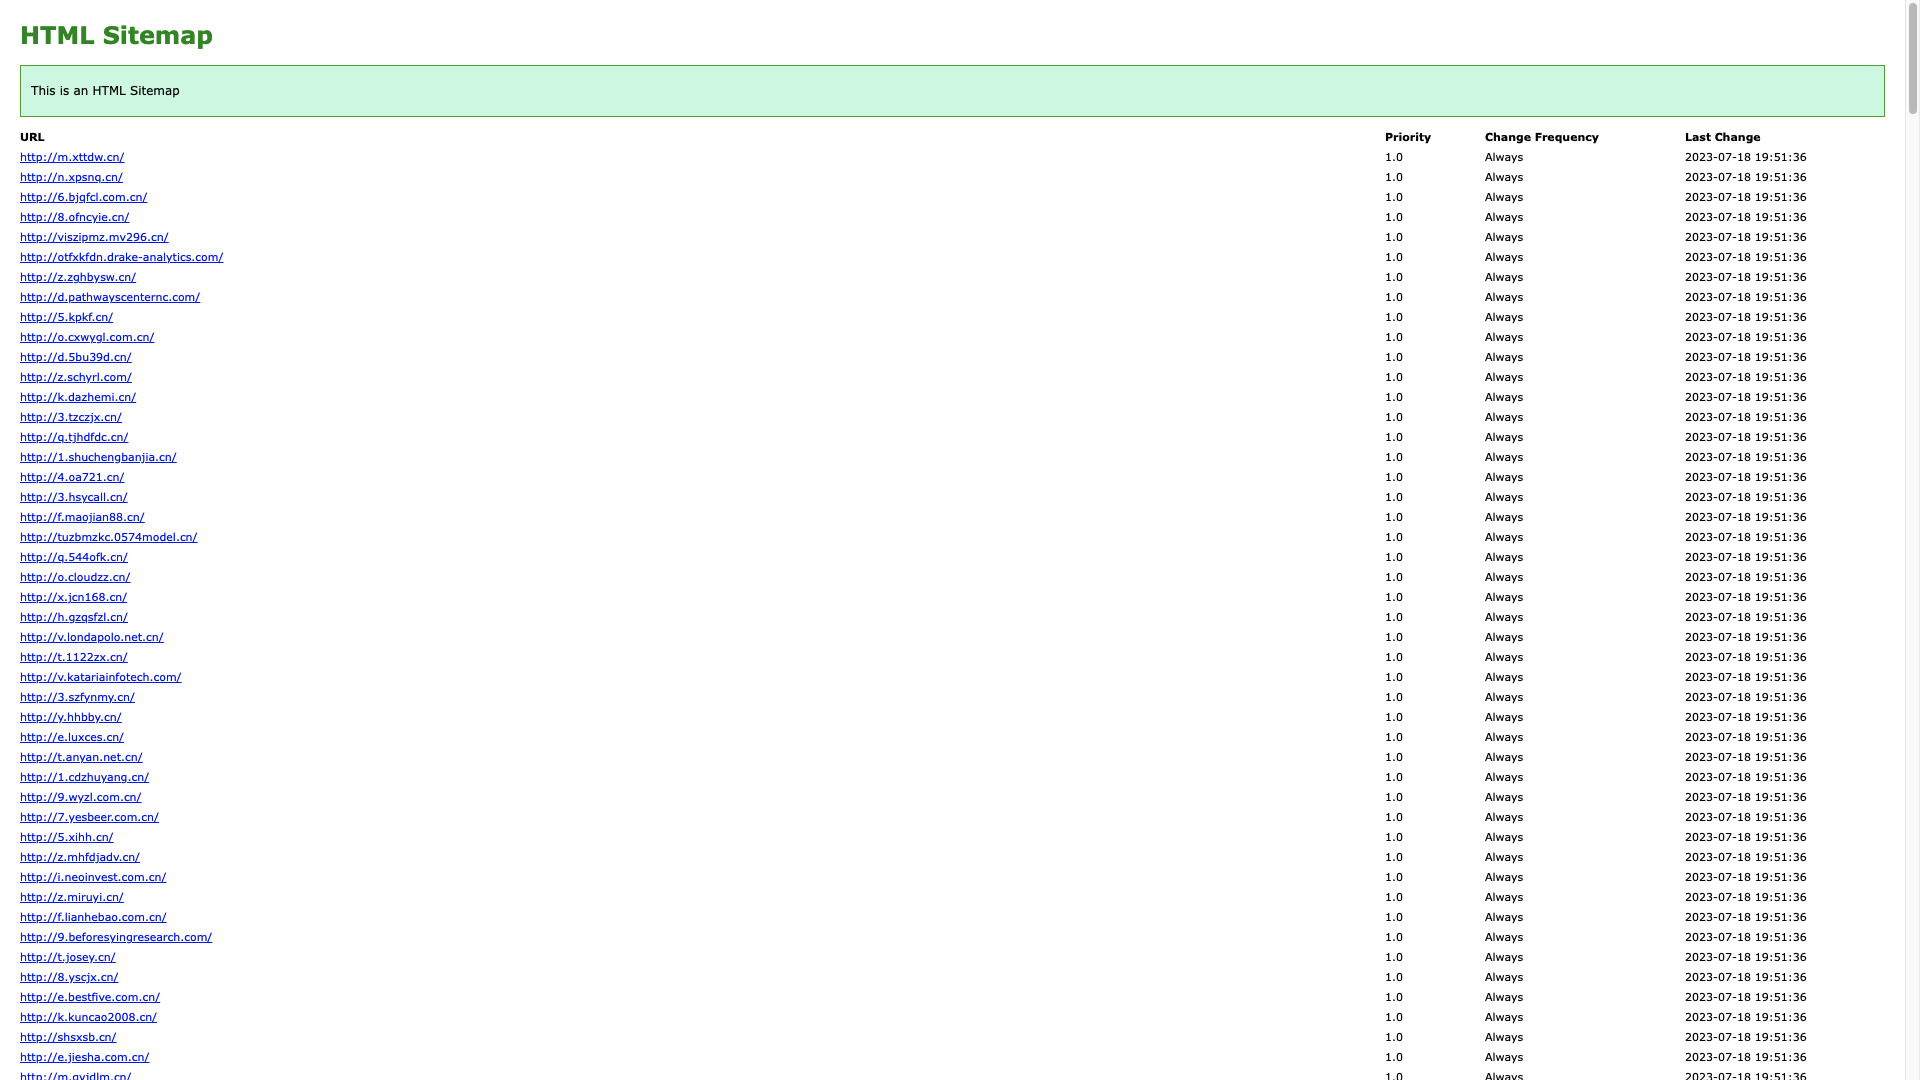 HTML Sitemap
This is an HTML Sitemap
URL Priority Change Frequency Last Change
http://m.xttdw.cn/ 1.0 Always 2023-07-18 19:51:36
http://n.xpsnq.cn/ 1.0 Always 2023-07-18 19:51:36
http://6.bjqfcl.com.cn/ 1.0 Always 2023-07-18 19:51:36
http://8.ofncyie.cn/ 1.0 Always 2023-07-18 19:51:36
http://viszipmz.mv296.cn/ 1.0 Always 2023-07-18 19:51:36
http://otfxkfdn.drake-analytics.com/ 1.0 Always 2023-07-18 19:51:36
http://z.zghbysw.cn/ 1.0 Always 2023-07-18 19:51:36
http://d.pathwayscenternc.com/ 1.0 Always 2023-07-18 19:51:36
http://5.kpkf.cn/ 1.0 Always 2023-07-18 19:51:36
http://o.cxwygl.com.cn/ 1.0 Always 2023-07-18 19:51:36
http://d.5bu39d.cn/ 1.0 Always 2023-07-18 19:51:36
http://z.schyrl.com/ 1.0 Always 2023-07-18 19:51:36
http://k.dazhemi.cn/ 1.0 Always 2023-07-18 19:51:36
http://3.tzczjx.cn/ 1.0 Always 2023-07-18 19:51:36
http://q.tjhdfdc.cn/ 1.0 Always 2023-07-18 19:51:36
http://1.shuchengbanjia.cn/ 1.0 Always 2023-07-18 19:51:36
http://4.oa721.cn/ 1.0 Always 2023-07-18 19:51:36
http://3.hsycall.cn/ 1.0 Always 2023-07-18 19:51:36
http://f.maojian88.cn/ 1.0 Always 2023-07-18 19:51:36
http://tuzbmzkc.0574model.cn/ 1.0 Always 2023-07-18 19:51:36
http://q.544ofk.cn/ 1.0 Always 2023-07-18 19:51:36
http://o.cloudzz.cn/ 1.0 Always 2023-07-18 19:51:36
http://x.jcn168.cn/ 1.0 Always 2023-07-18 19:51:36
http://h.gzqsfzl.cn/ 1.0 Always 2023-07-18 19:51:36
http://v.londapolo.net.cn/ 1.0 Always 2023-07-18 19:51:36
http://t.1122zx.cn/ 1.0 Always 2023-07-18 19:51:36
http://v.katariainfotech.com/ 1.0 Always 2023-07-18 19:51:36
http://3.szfynmy.cn/ 1.0 Always 2023-07-18 19:51:36
http://y.hhbby.cn/ 1.0 Always 2023-07-18 19:51:36
http://e.luxces.cn/ 1.0 Always 2023-07-18 19:51:36
http://t.anyan.net.cn/ 1.0 Always 2023-07-18 19:51:36
http://1.cdzhuyang.cn/ 1.0 Always 2023-07-18 19:51:36
http://9.wyzl.com.cn/ 1.0 Always 2023-07-18 19:51:36
http://7.yesbeer.com.cn/ 1.0 Always 2023-07-18 19:51:36
http://5.xihh.cn/ 1.0 Always 2023-07-18 19:51:36
http://z.mhfdjadv.cn/ 1.0 Always 2023-07-18 19:51:36
http://i.neoinvest.com.cn/ 1.0 Always 2023-07-18 19:51:36
http://z.miruyi.cn/ 1.0 Always 2023-07-18 19:51:36
http://f.lianhebao.com.cn/ 1.0 Always 2023-07-18 19:51:36
http://9.beforesyingresearch.com/ 1.0 Always 2023-07-18 19:51:36
http://t.josey.cn/ 1.0 Always 2023-07-18 19:51:36
http://8.yscjx.cn/ 1.0 Always 2023-07-18 19:51:36
http://e.bestfive.com.cn/ 1.0 Always 2023-07-18 19:51:36
http://k.kuncao2008.cn/ 1.0 Always 2023-07-18 19:51:36
http://shsxsb.cn/ 1.0 Always 2023-07-18 19:51:36
http://e.jiesha.com.cn/ 1.0 Always 2023-07-18 19:51:36
1.0 Always 2023-07-18 19:51:36